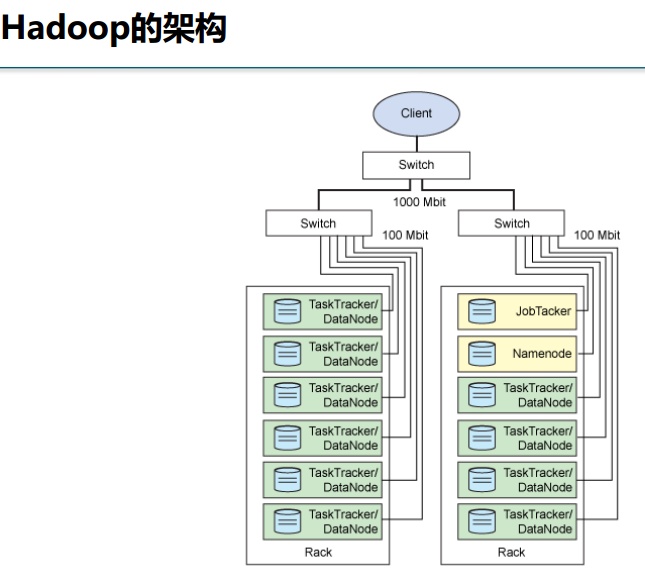 Hadoop的架构
Client
Switch
1000 Mbit
Switch
100 Mbit
Switch
100 Mbit
TaskTracker/
DataNode
TaskTracker/
DataNode
TaskTracker/
DataNode
TaskTracker/
DataNode
TaskTracker/
DataNode
TaskTracker/
DataNode
Rack
JobTacker
Namenode
TaskTracker/
DataNode
TaskTracker/
DataNode
TaskTracker/
DataNode
TaskTracker/
DataNode
Rack